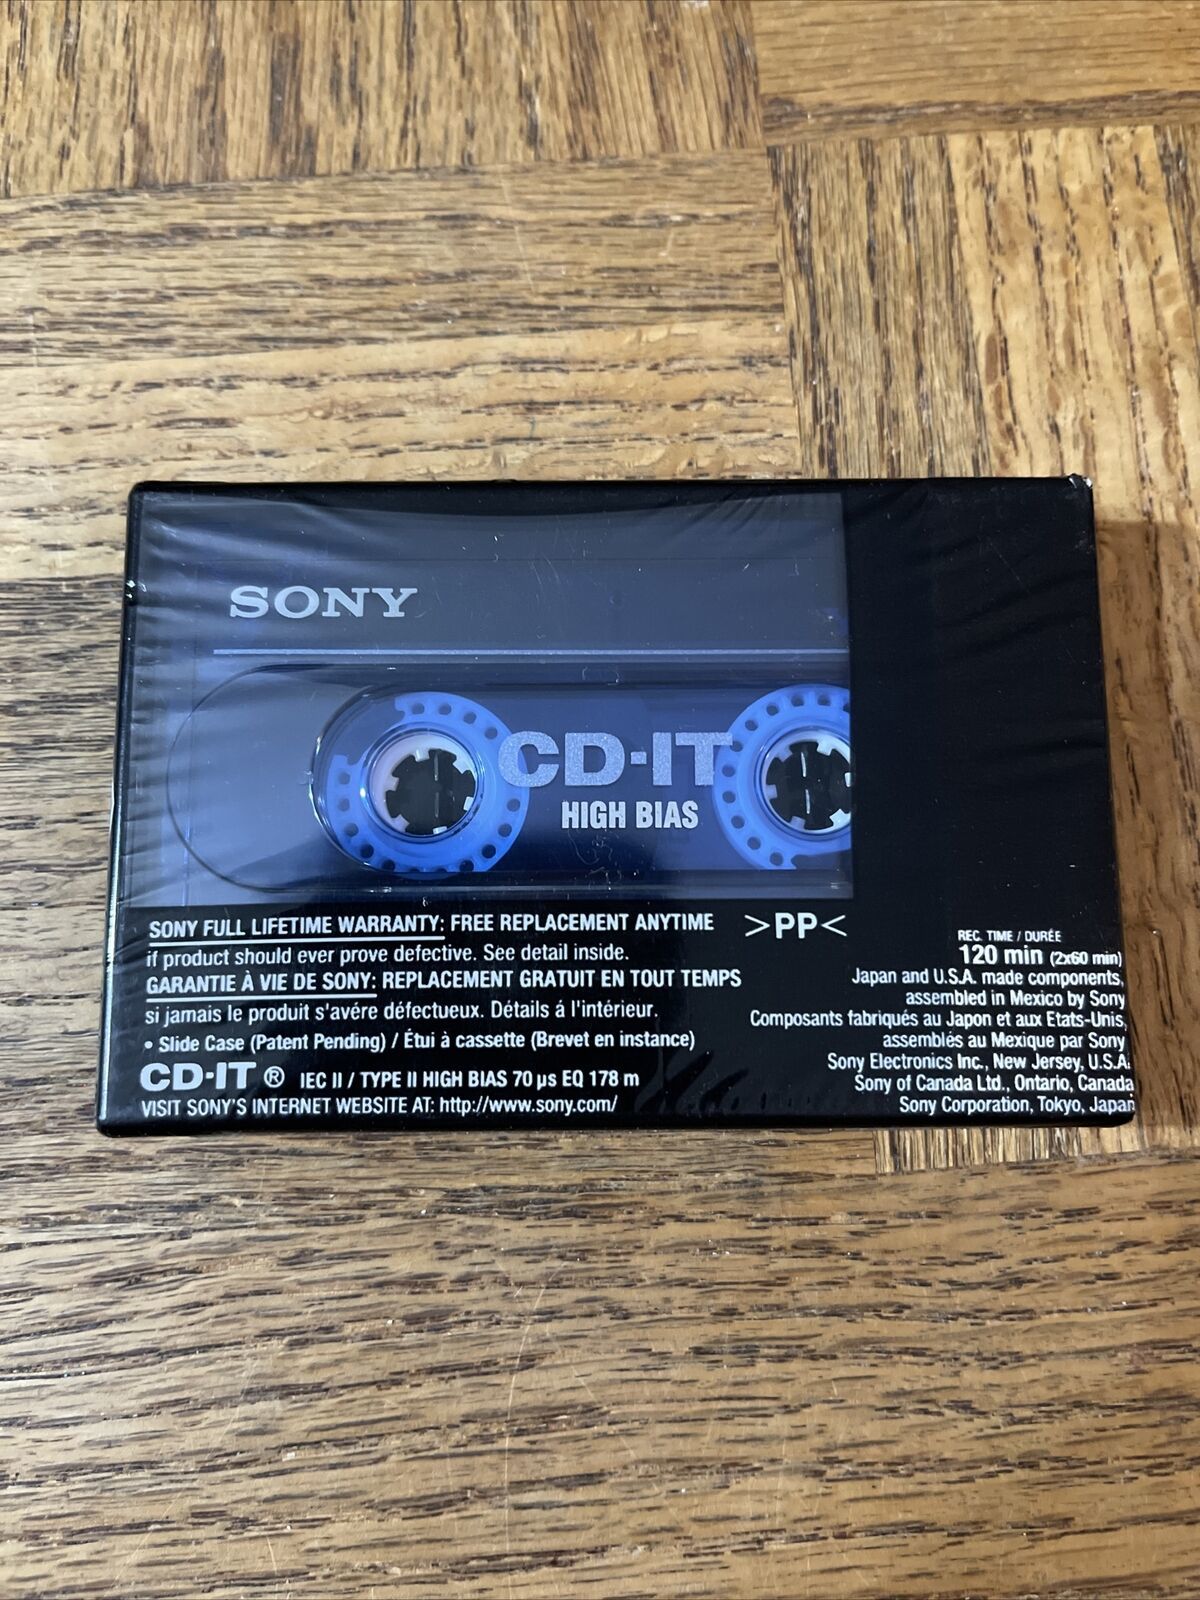 SONY
CD-IT
HIGH BIAS
SONY FULL LIFETIME WARRANTY: FREE REPLACEMENT ANYTIME
if product should ever prove defective. See detail inside.
GARANTIE À VIE DE SONY: REPLACEMENT GRATUIT EN TOUT TEMPS
si jamais le produit s'avére défectueux. Détails á l'intérieur.
• Slide Case (Patent Pending) / Étui à cassette (Brevet en instance)
CD-IT ® IEC II / TYPE II HIGH BIAS 70 µs EQ 178 m
VISIT SONY'S INTERNET WEBSITE AT: http://www.sony.com/
>PP<
REC. TIME / DURÉE
120 min (2x60 min)
Japan and U.S.A. made components,
assembled in Mexico by Sony
Composants fabriqués au Japon et aux Etats-Unis,
assemblés au Mexique par Sony
Sony Electronics Inc., New Jersey, U.S.A.
Sony of Canada Ltd., Ontario, Canada
Sony Corporation, Tokyo, Japan